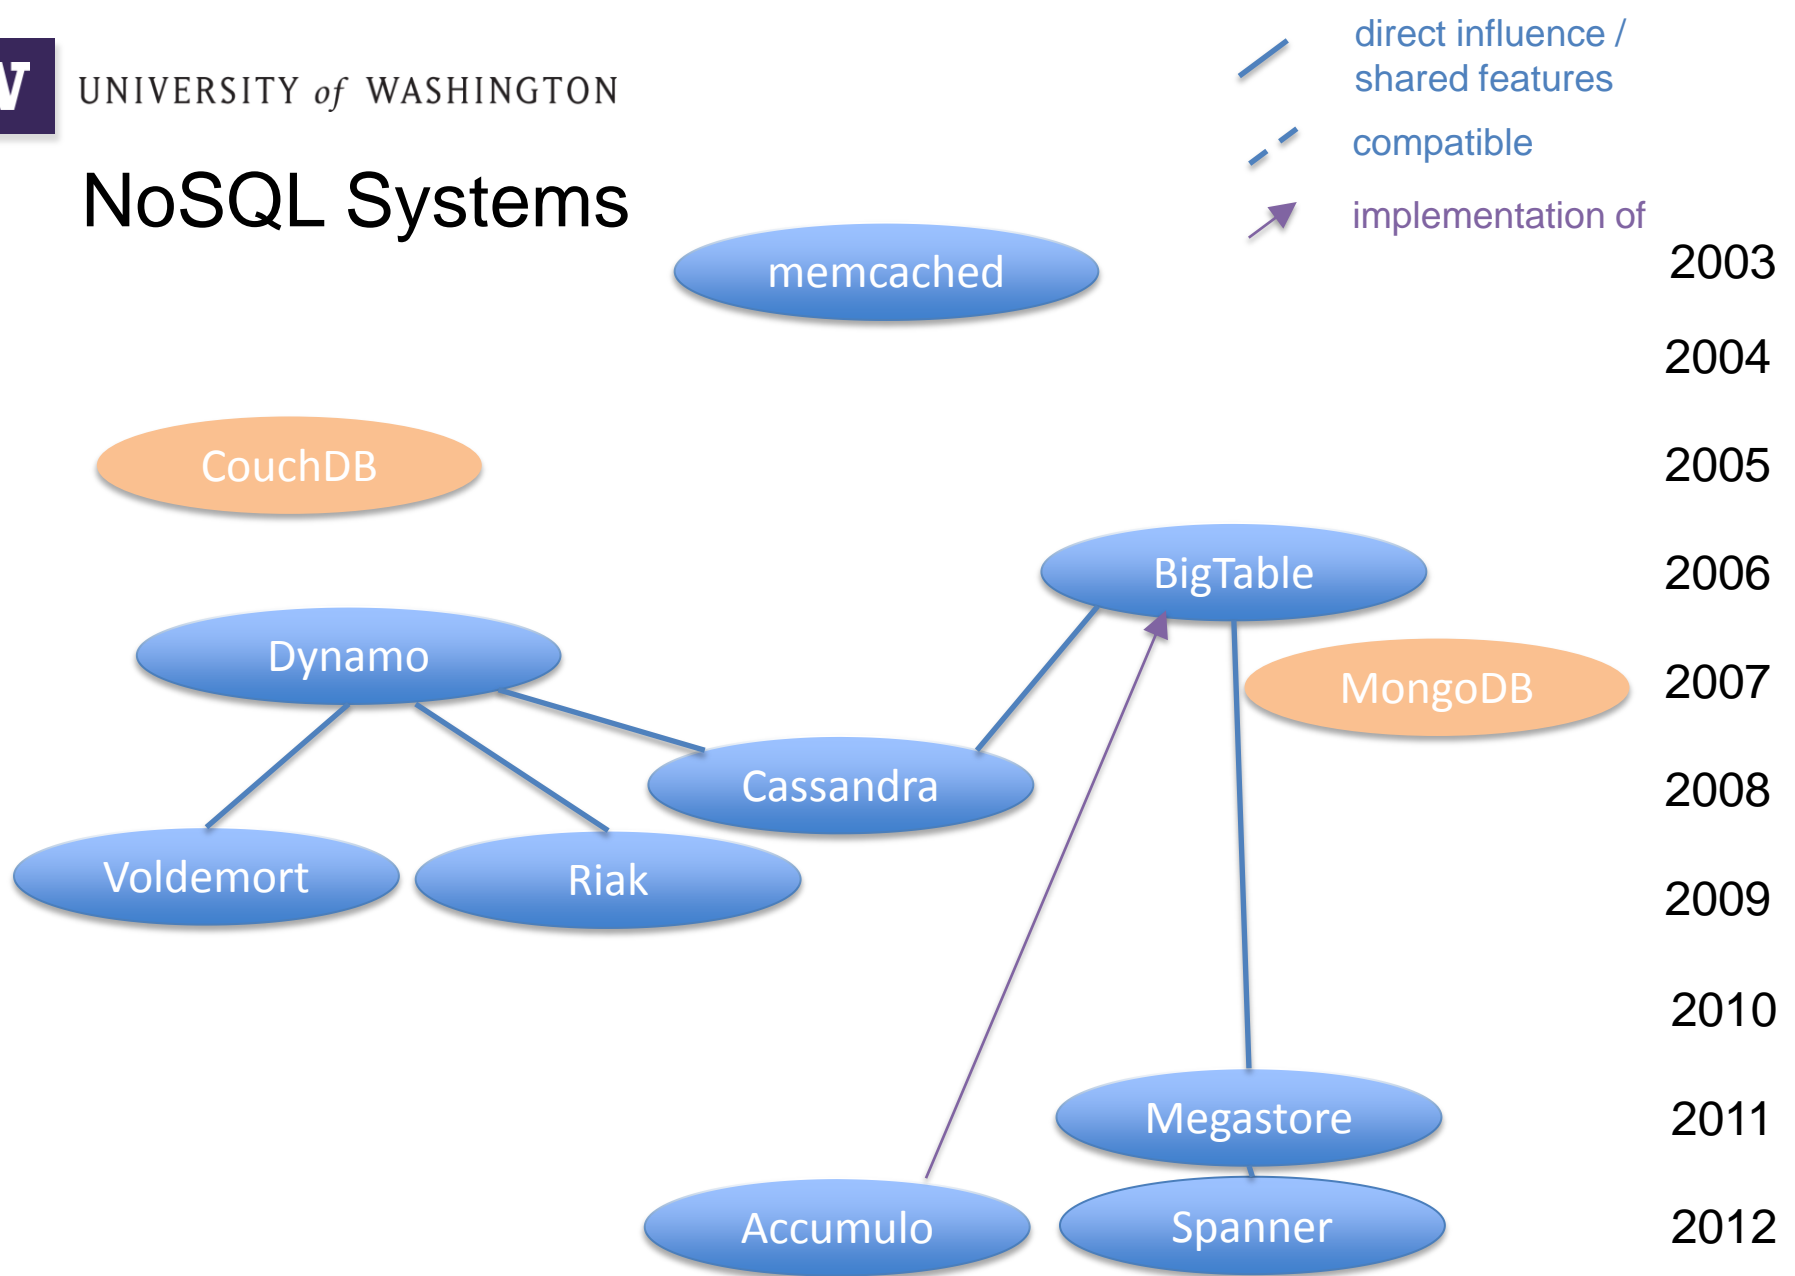 W
UNIVERSITY of WASHINGTON
direct influence /
shared features
compatible
implementation of
NoSQL Systems
memcached
2003
2004
CouchDB
2005
BigTable
2006
Dynamo
MongoDB
2007
Cassandra
2008
Voldemort
Riak
2009
2010
Megastore
2011
Accumulo
Spanner
2012